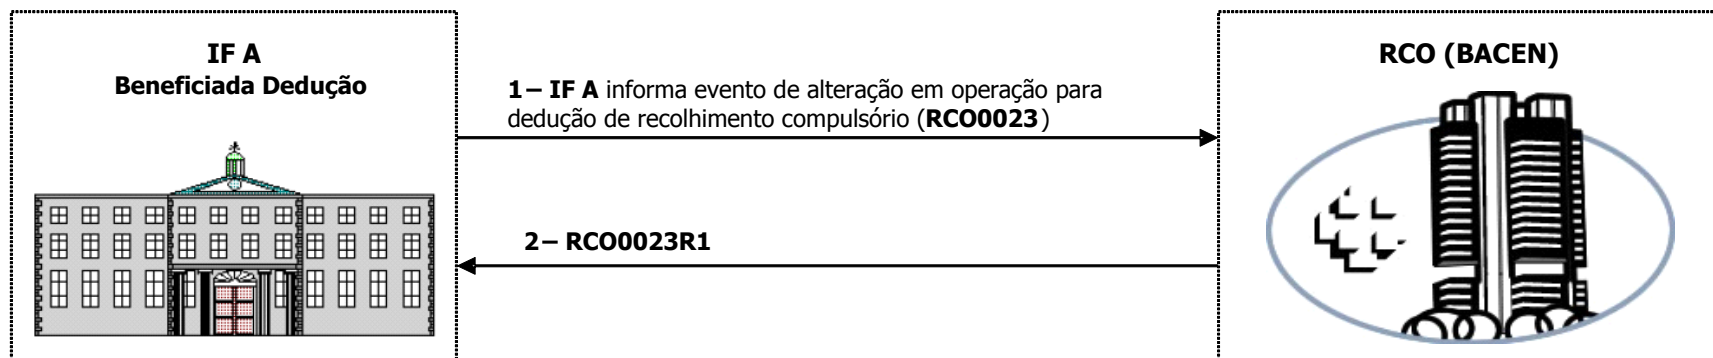 IF A
Beneficiada Dedução
1– IF A informa evento de alteração em operação para
dedução de recolhimento compulsório (RCO0023)
2– RCO0023R1
RCO (BACEN)